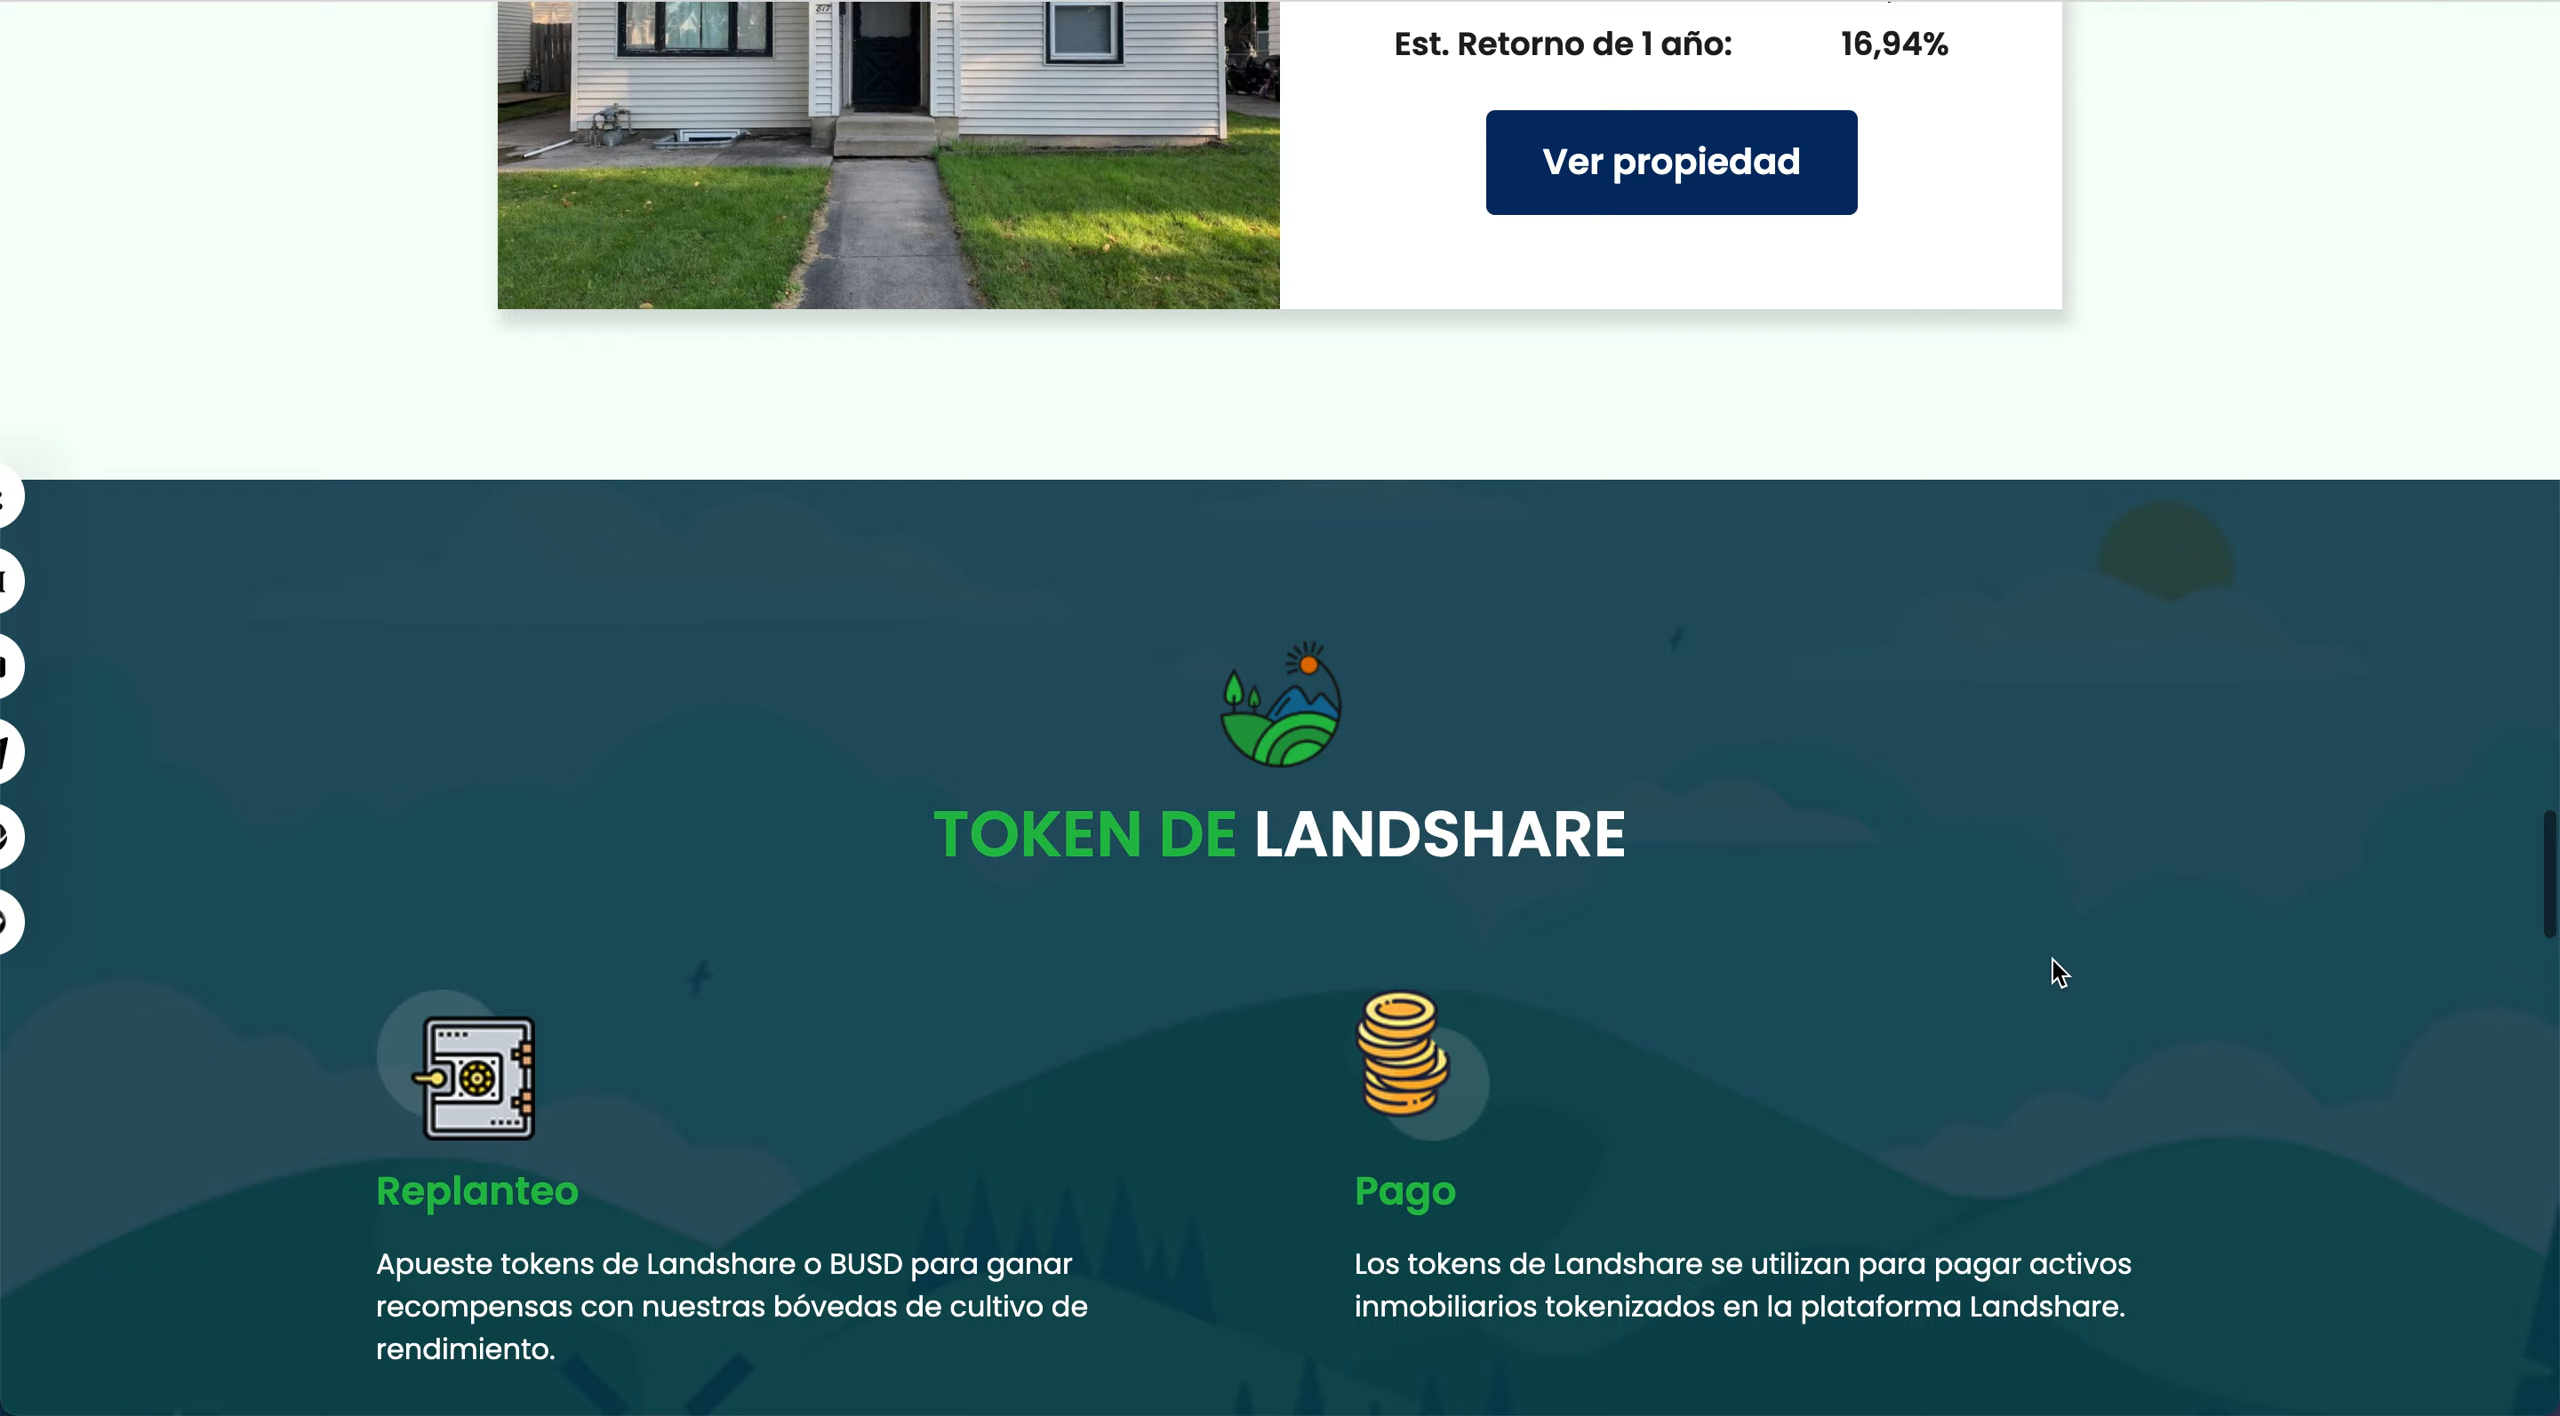 Est. Retorno de 1 año: 16,94%
Ver propiedad
TOKEN DE LANDSHARE
Replanteo
Apueste tokens de Landshare o BUSD para ganar
recompensas con nuestras bóvedas de cultivo de
rendimiento.
Pago
Los tokens de Landshare se utilizan para pagar activos
inmobiliarios tokenizados en la plataforma Landshare.